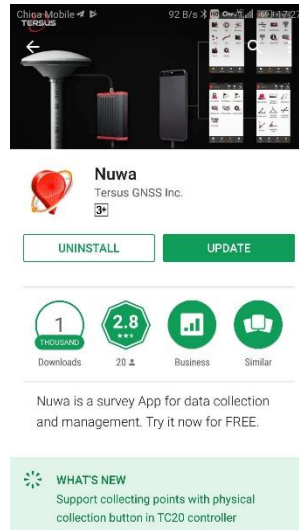 China Mobile
92 B/s
17:27
TERSUS
Nuwa
Tersus GNSS Inc.
3+
UNINSTALL
UPDATE
1
THOUSAND
Downloads
2.8
20
Business
Similar
Nuwa is a survey App for data collection
and management. Try it now for FREE.
WHAT'S NEW
Support collecting points with physical
collection button in TC20 controller